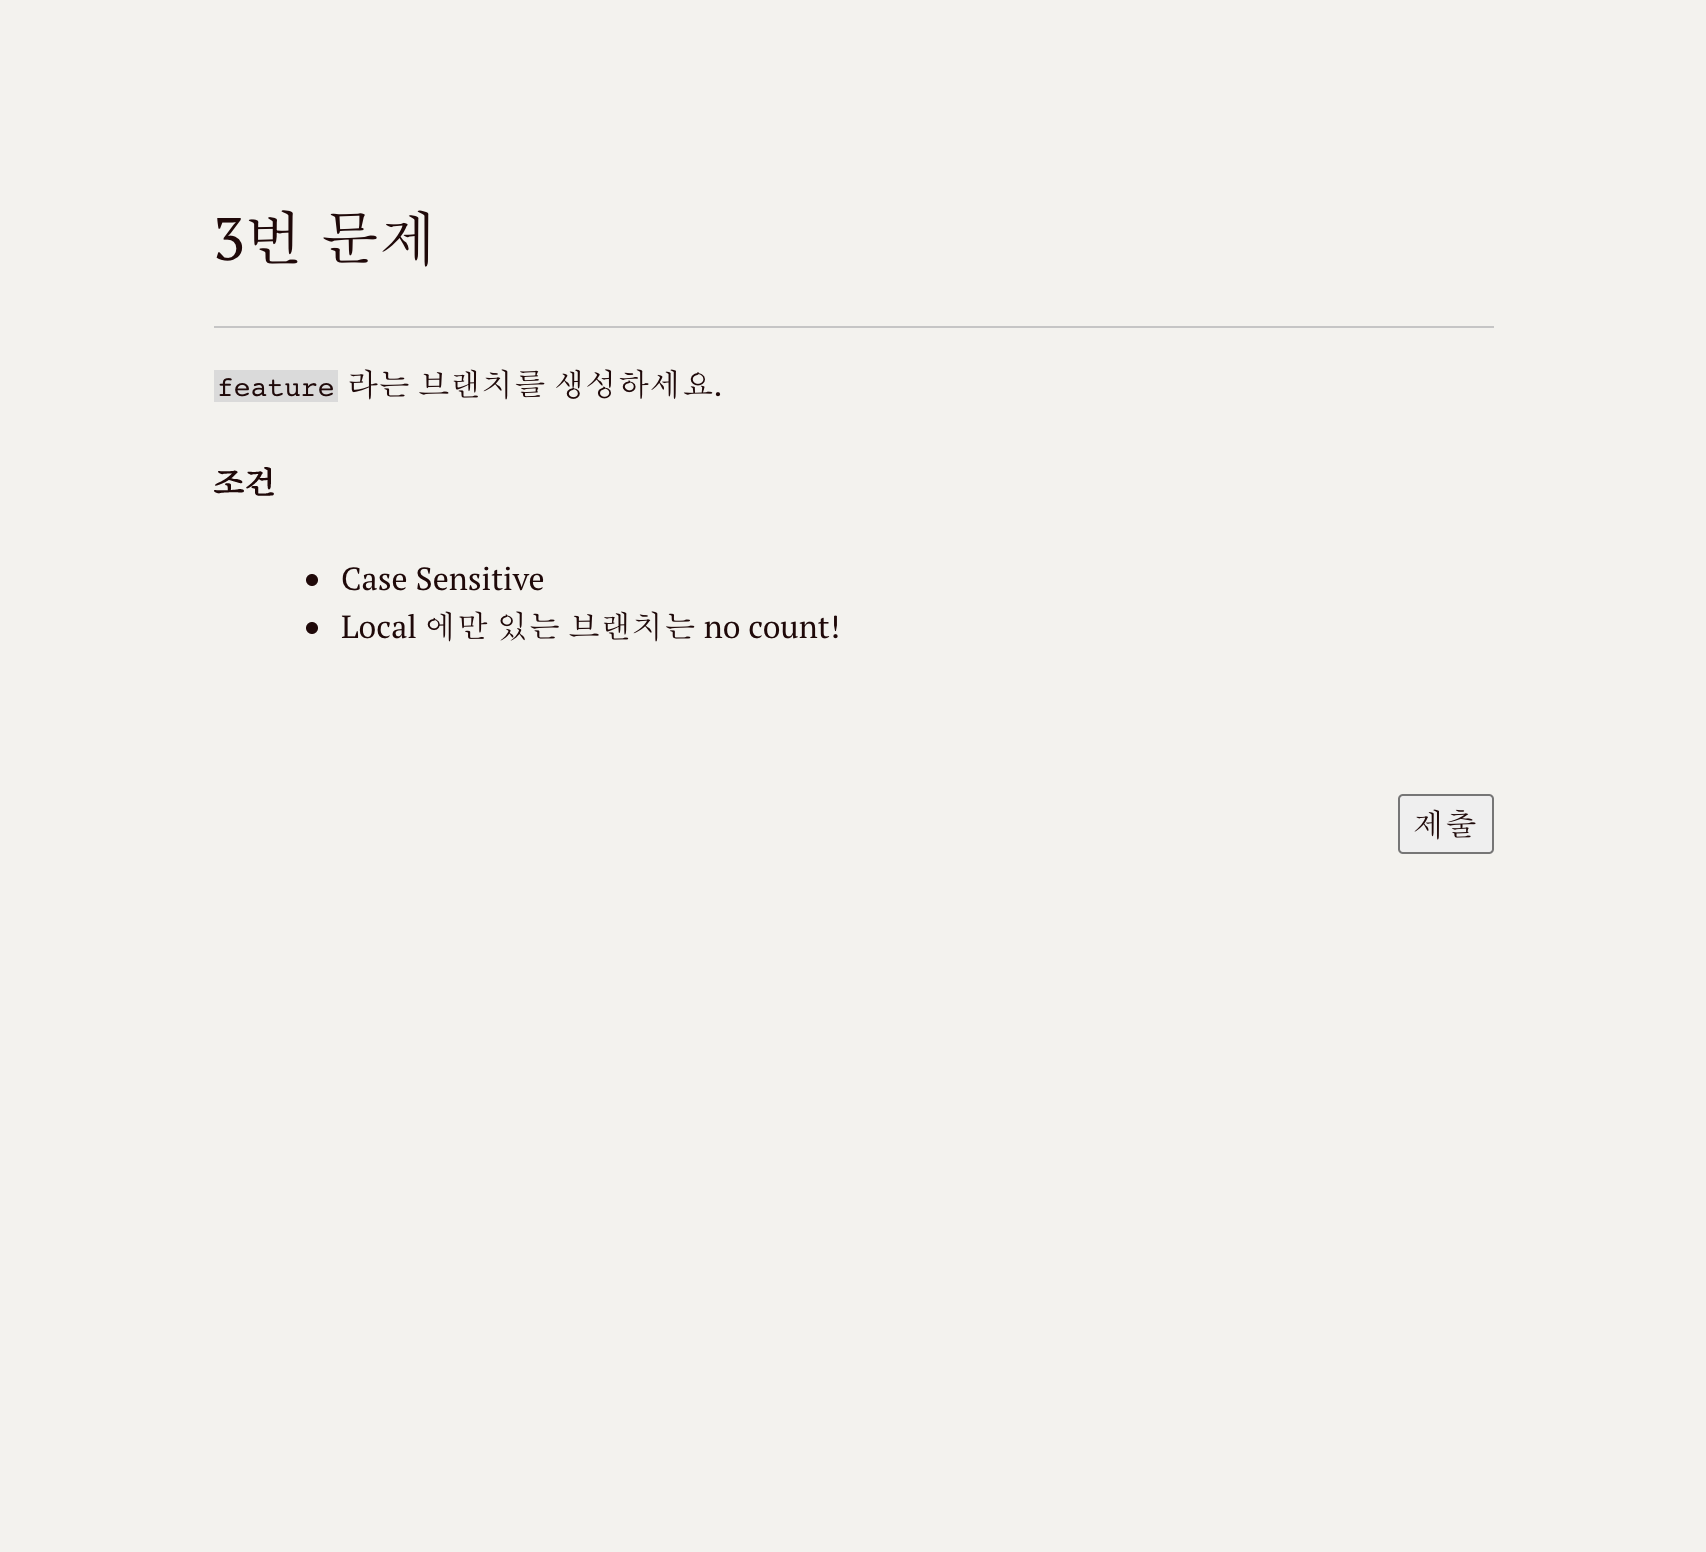 3번 문제
feature 라는 브랜치를 생성하세요.
조건
• Case Sensitive
• Local 에만 있는 브랜치는 no count!
제출